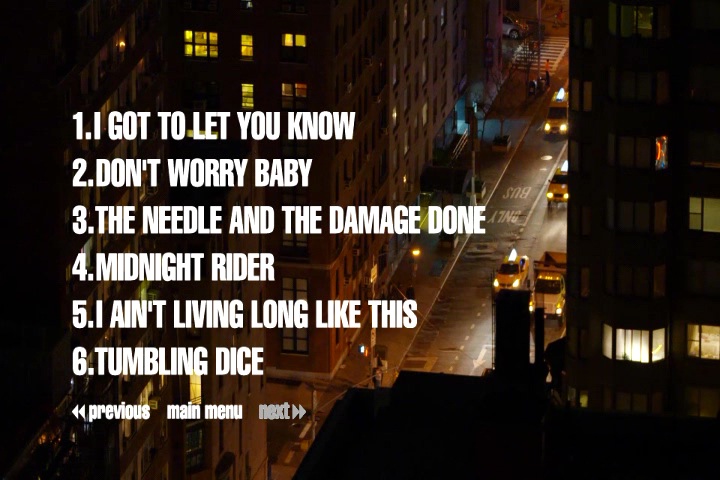 1.I GOT TO LET YOU KNOW
2.DON'T WORRY BABY
3.THE NEEDLE AND THE DAMAGE DONE
4.MIDNIGHT RIDER
5.I AIN'T LIVING LONG LIKE THIS
6.TUMBLING DICE
previous main menu next
BUS
ONLY